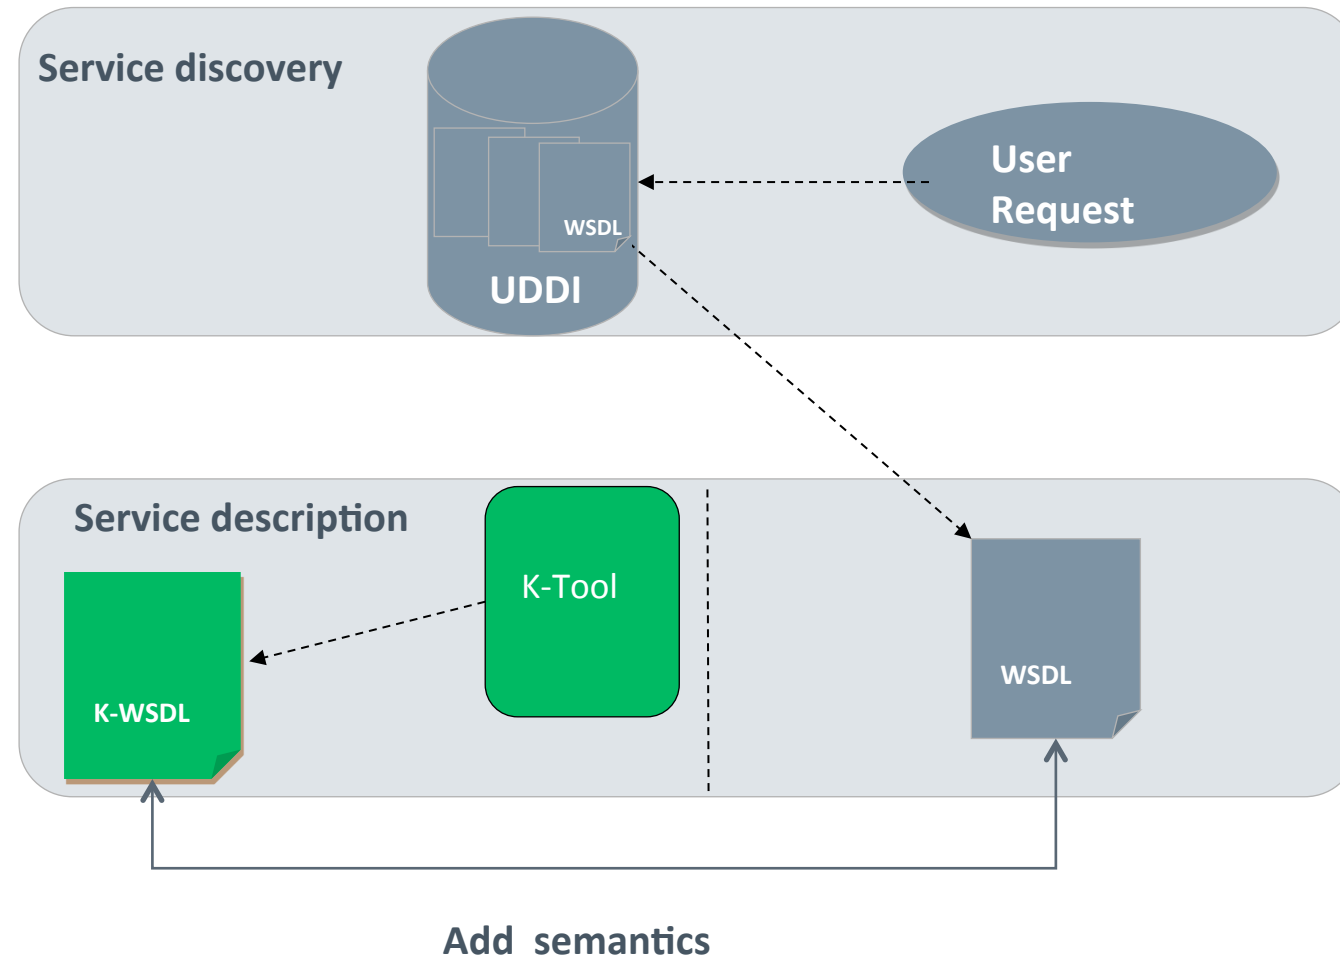 Service discovery
User
Request
WSDL
UDDI
Service description
K-Tool
WSDL
K-WSDL
Add  semantics